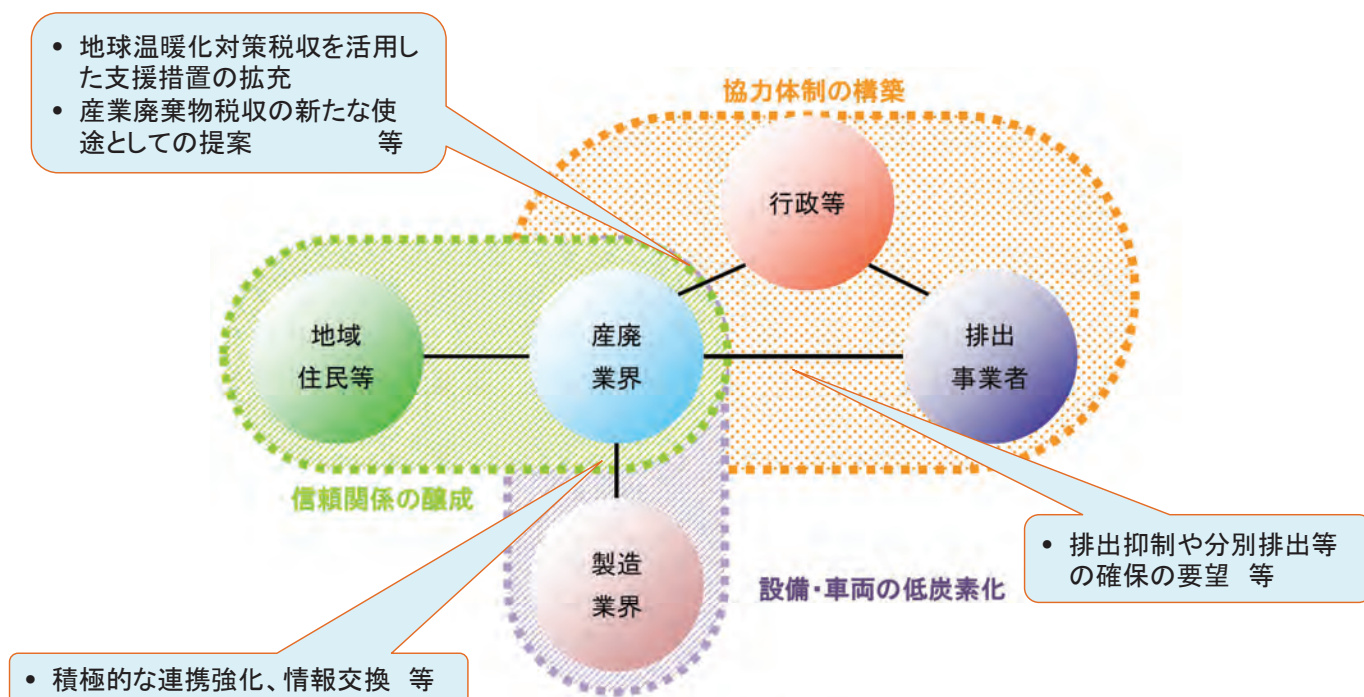 • 地球温暖化対策税収を活用し
た支援措置の拡充
• 産業廃棄物税収の新たな使
途としての提案 等
協力体制の構築
行政等
地域
住民等
産廃
業界
排出
事業者
信頼関係の醸成
製造
業界
設備・車両の低炭素化
• 排出抑制や分別排出等
の確保の要望 等
• 積極的な連携強化、情報交換 等